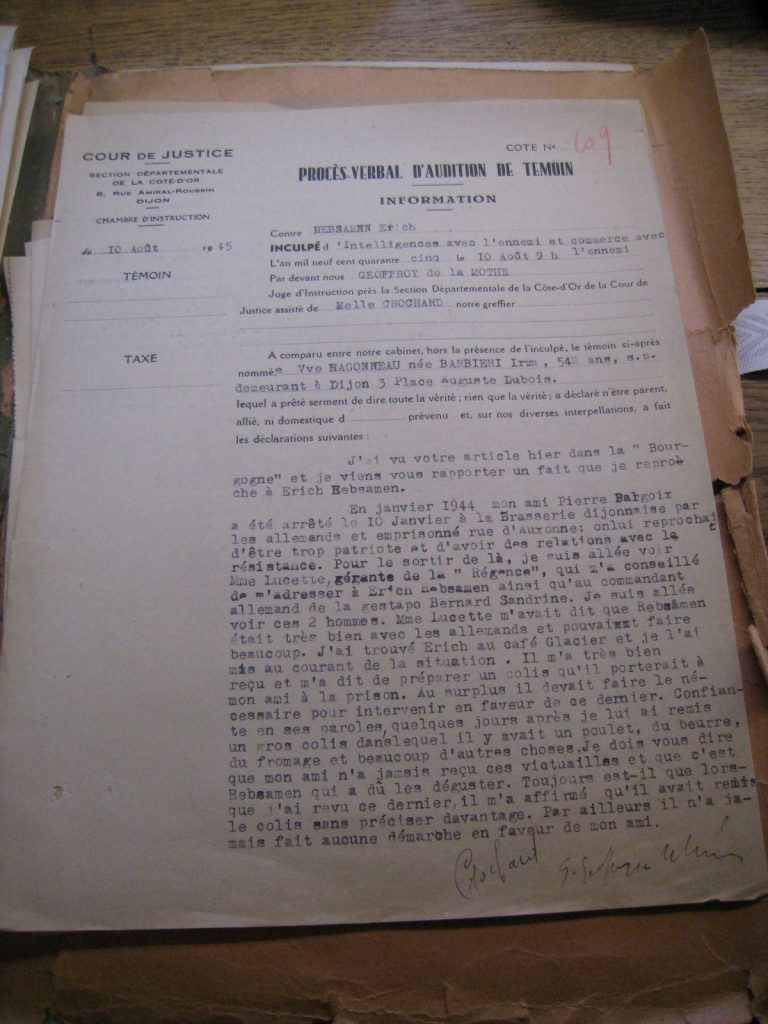 COTE N° 609
COUR DE JUSTICE
SECTION DÉPARTEMENTALE
DE LA COTE-D'OR
8, RUE AMIRAL-ROUSSIN
DIJON
CHAMBRE D'INSTRUCTION
du 10 Août 1945
TÉMOIN
TAXE
PROCÈS-VERBAL D'AUDITION DE TEMOIN
INFORMATION
Contre REBSAMEN Erich
INCULPÉ d'Intelligences avec l'ennemi et commerce avec
L'an mil neuf cent quarante cinq le 10 Août 9 h l'ennemi
Par devant nous GEOFFROY de la MOTHE
Juge d'Instruction près la Section Départementale de la Côte-d'Or de la Cour de
Justice assisté de Melle CROCHARD notre greffier
A comparu entre notre cabinet, hors la présence de l'inculpé, le témoin ci-après
nommé,e Vve RAGONNEAU née BARBIERI Irma, 54 ans, s.p.
demeurant à Dijon 3 Place Auguste Dubois.
lequel a prêté serment de dire toute la vérité ; rien que la vérité ; a déclaré n'être parent,
allié, ni domestique d prévenu et, sur nos diverses interpellations, a fait
les déclarations suivantes :
J'ai vu votre article hier dans la " Bour-
gogne" et je viens vous rapporter un fait que je repro-
che à Erich Rebsamen.
En janvier 1944 mon ami Pierre Bargoix
a été arrêté le 10 Janvier à la Brasserie dijonnaise par
les allemands et emprisonné rue d'Auxonne; onlui reprochait
d'être trop patriote et d'avoir des relations avec la
résistance. Pour le sortir de là, je suis allée voir
Mme Lucette, gérante de la " Régence", qui m'a conseillé
de m'adresser à Erich Rebsamen ainsi qu'au commandant
allemand de la gestapo Bernard Sandrine. Je suis allée
voir ces 2 hommes. Mme Lucette m'avait dit que Rebsamen
était très bien avec les allemands et pouvaixxt faire
beaucoup. J'ai trouvé Erich au café Glacier et je l'ai
mis au courant de la situation . Il m'a très bien
reçu et m'a dit de préparer un colis qu'il porterait à
mon ami à la prison. Au surplus il devait faire le né-
cessaire pour intervenir en faveur de ce dernier. Confian-
te en ses paroles, quelques jours après je lui ai remis
un gros colis danslequel il y avait un poulet, du beurre,
du fromage et beaucoup d'autres choses.Je dois vous dire
que mon ami n'a jamsis reçu ces victuailles et que c'est
Rebsamen qui a dû les déguster. Toujours est-il que lors-
que j'ai revu ce dernier, il m'a affirmé qu'il avait remis
le colis sans préciser davantage. Par ailleurs il n'a ja-
mais fait aucune démarche en faveur de mon ami.